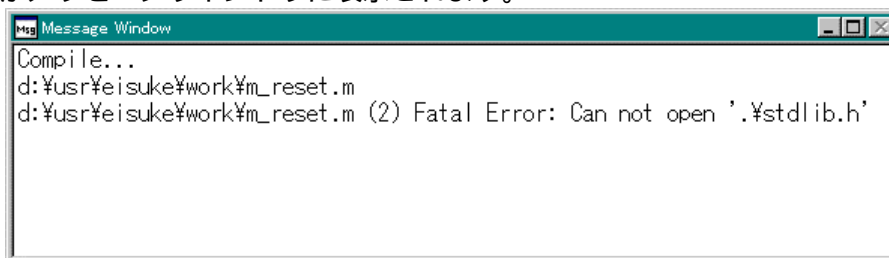 Msg Message Window
Compile...
d:¥usr¥eisuke¥work¥m_reset.m
d:¥usr¥eisuke¥work¥m_reset.m (2) Fatal Error: Can not open '.¥stdlib.h'